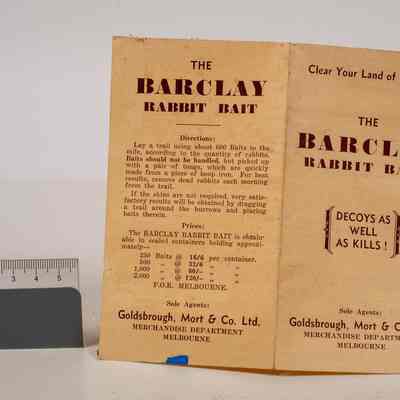 THE
BARCLAY
RABBIT BAIT
Directions:
Lay a trail using about 600 Baits to the
mile, according to the quantity of rabbits.
Baits should not be handled, but picked up
with a pair of tongs, which are quickly
made from a piece of hoop iron. For best
results, remove dead rabbits each morning
from the trail.
If the skins are not required, very satis-
factory results will be obtained by dragging
a trail around the burrows and placing
baits therein.
Prices:
The BARCLAY RABBIT BAIT is obtain-
able in sealed containers holding approxi-
mately—
250 Baits @ 16/6 per container.
500 „ @ 32/6 „
1,000 „ @ „
2,000 „ @ „
F.O.R. MELBOURNE.
Sole Agents:
Goldsbrough, Mort & Co. Ltd.
MERCHANDISE DEPARTMENT
MELBOURNE
Clear Your Land of
THE
BARCL
RABBIT BA
DECOYS AS
WELL
AS KILLS!
Sole Agents:
Goldsbrough, Mort & C
MERCHANDISE DEPARTM
MELBOURNE
3 4 5